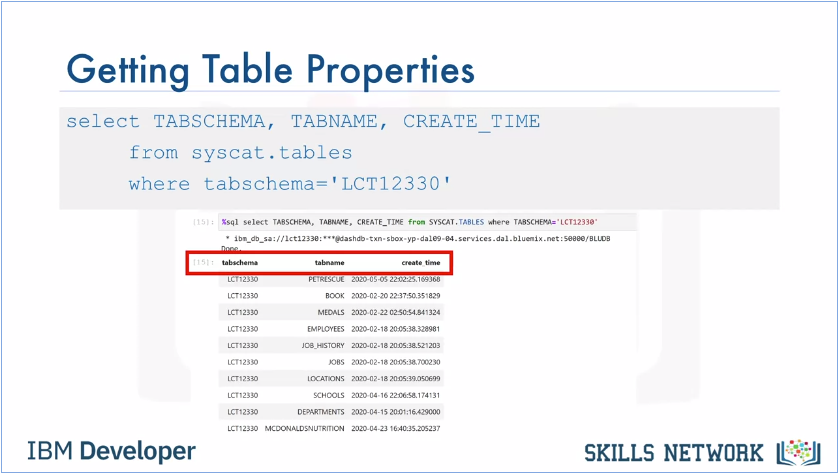 Getting Table Properties
select TABSCHEMA, TABNAME, CREATE_TIME
from syscat.tables
where tabschema='LCT12330'
[15]: %sql select TABSCHEMA, TABNAME, CREATE_TIME from SYSCAT.TABLES where TABSCHEMA='LCT12330'
* ibm_db_sa://lct12330:***@dashdb-txn-sbox-yp-dal09-04.services.dal.bluemix.net:50000/BLUDB
Done.
[15]: tabschema tabname create_time
LCT12330 PETRESCUE 2020-05-05 22:02:25.169368
LCT12330 BOOK 2020-02-20 22:37:50.351829
LCT12330 MEDALS 2020-02-22 02:50:54.841324
LCT12330 EMPLOYEES 2020-02-18 20:05:38.328981
LCT12330 JOB_HISTORY 2020-02-18 20:05:38.521203
LCT12330 JOBS 2020-02-18 20:05:38.700230
LCT12330 LOCATIONS 2020-02-18 20:05:39.050699
LCT12330 SCHOOLS 2020-04-16 22:06:58.174131
LCT12330 DEPARTMENTS 2020-04-15 20:01:16.429000
LCT12330 MCDONALDSNUTRITION 2020-04-23 16:40:35.205237
IBM Developer
SKILLS NETWORK